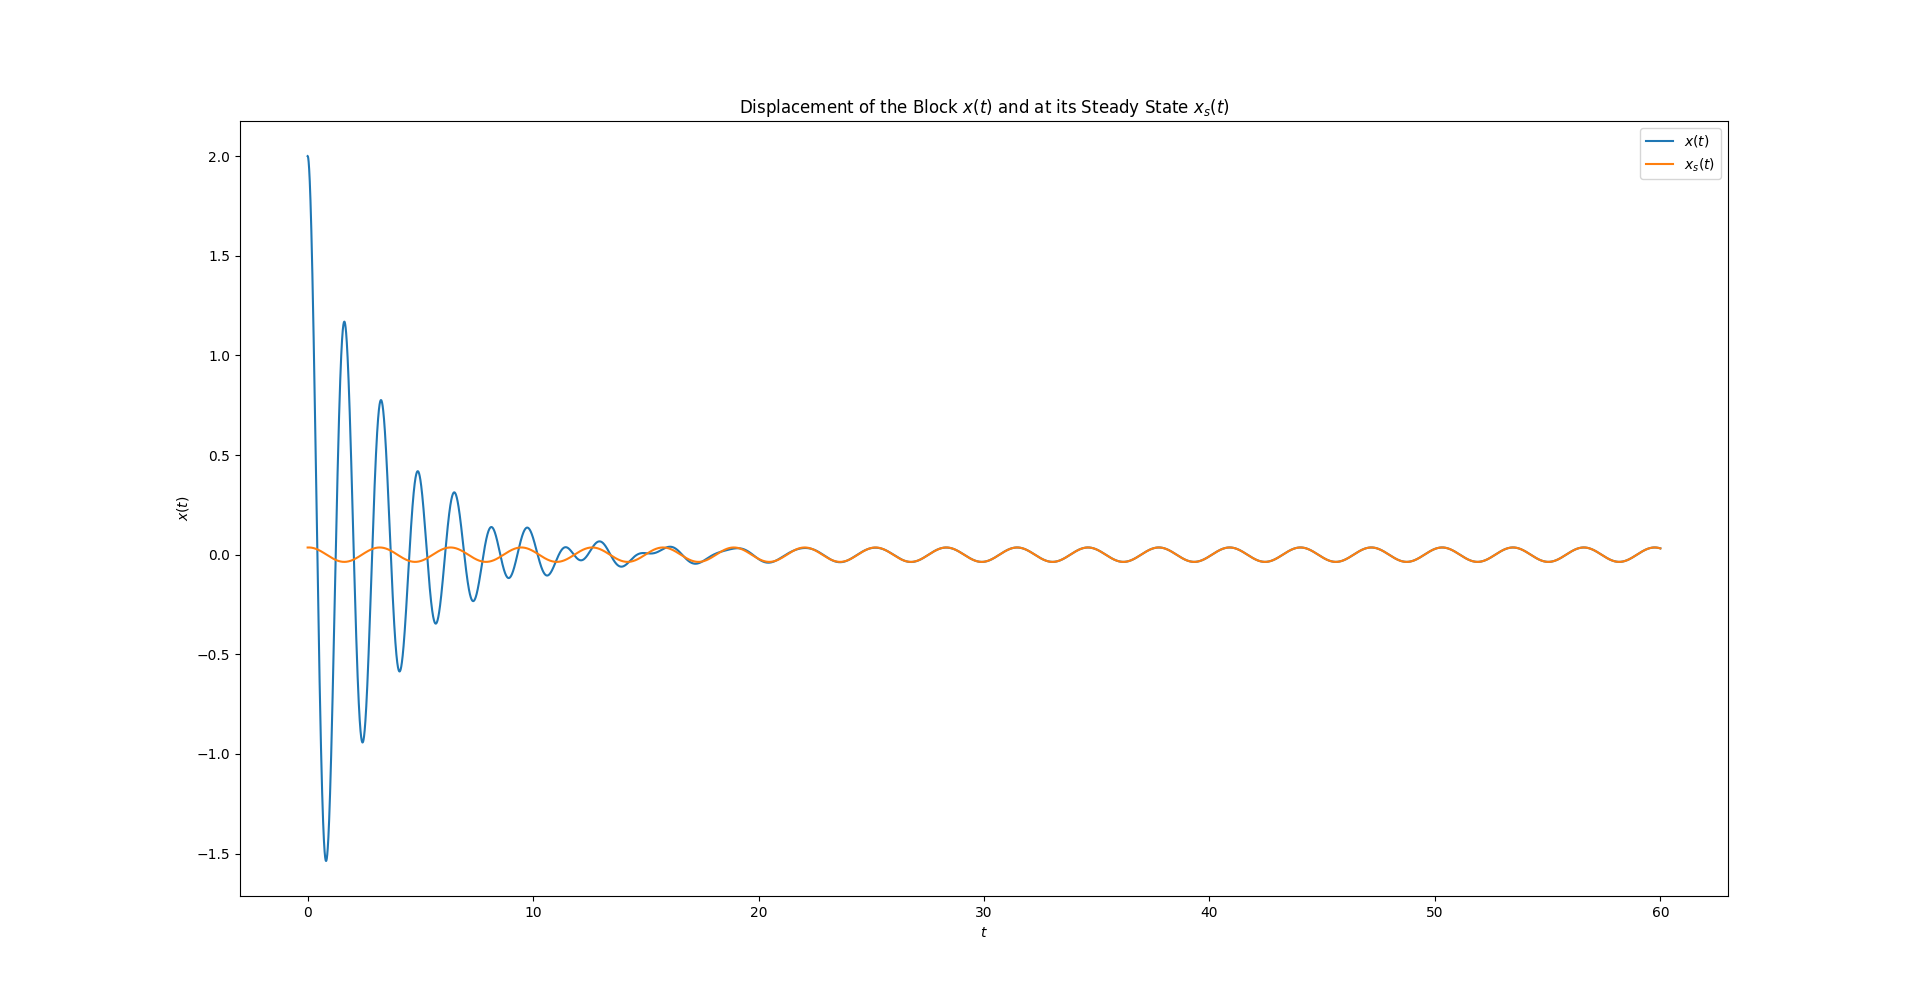 Displacement of the Block x(t) and at its Steady State xₛ(t)
x(t)
xₛ(t)
2.0
1.5
1.0
0.5
0.0
−0.5
−1.0
−1.5
x(t)
0 10 20 30 40 50 60
t